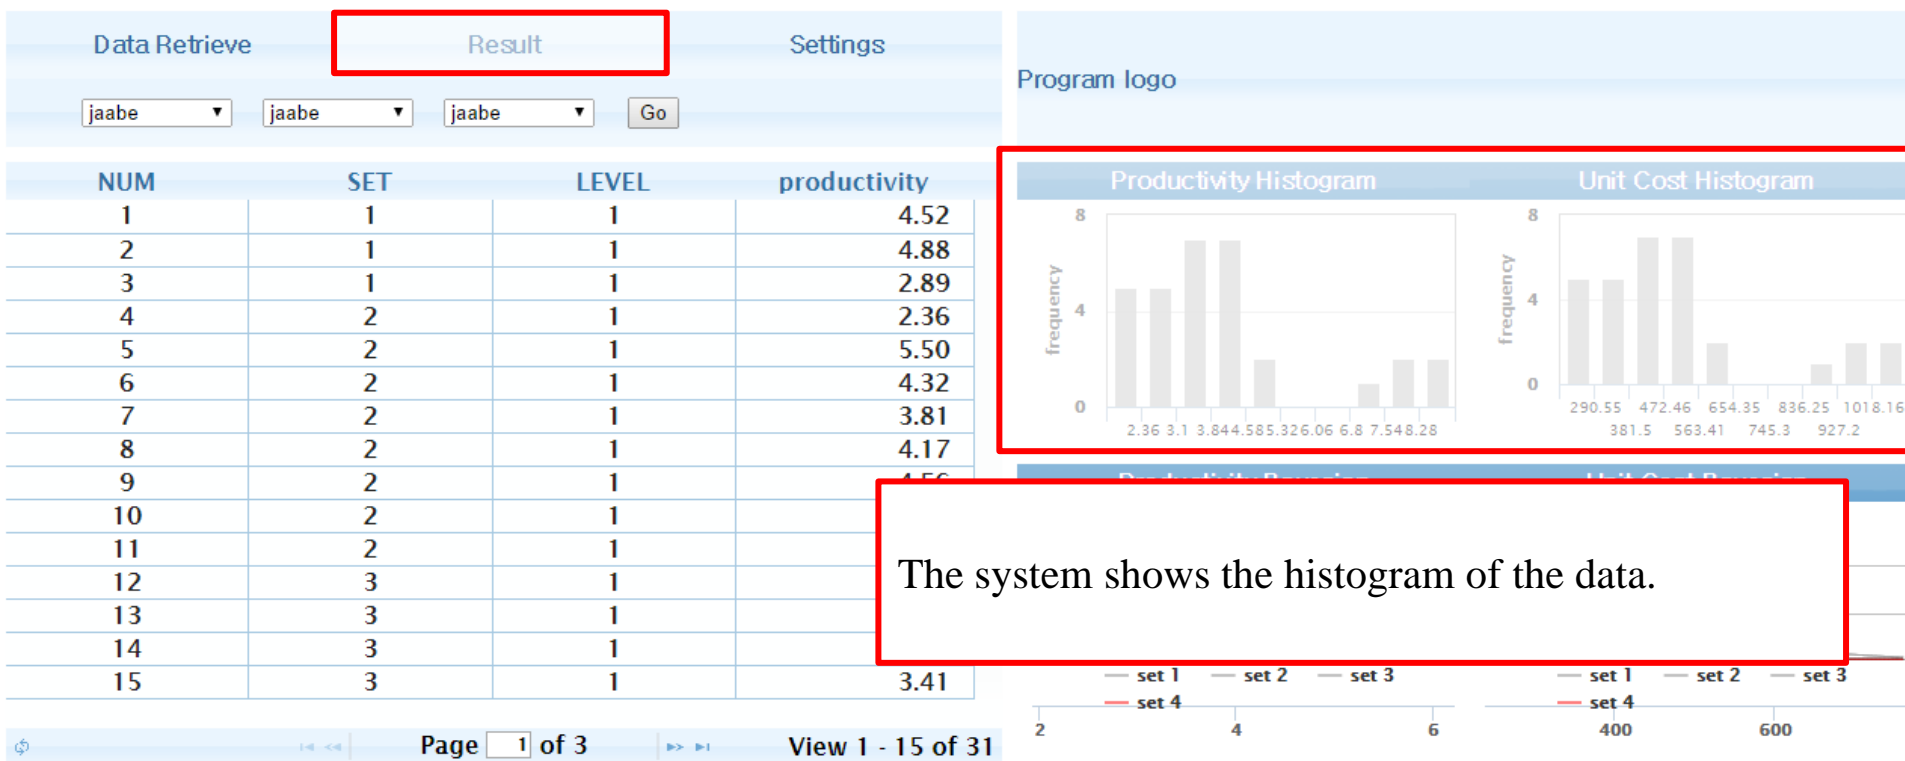 Data Retrieve Result Settings
Program logo
jaabe jaabe jaabe Go
NUM SET LEVEL productivity
1 1 1 4.52
2 1 1 4.88
3 1 1 2.89
4 2 1 2.36
5 2 1 5.50
6 2 1 4.32
7 2 1 3.81
8 2 1 4.17
9 2 1
10 2 1
11 2 1
12 3 1
13 3 1
14 3 1
15 3 1 3.41
Page 1 of 3
View 1 - 15 of 31
Productivity Histogram
8
4
0
frequency
2.36 3.1 3.84 4.58 5.32 6.06 6.8 7.54 8.28
Unit Cost Histogram
8
4
0
frequency
290.55 472.46 654.35 836.25 1018.16
381.5 563.41 745.3 927.2
The system shows the histogram of the data.
set 1 set 2 set 3
set 4
2 4 6
set 1 set 2 set 3
set 4
400 600